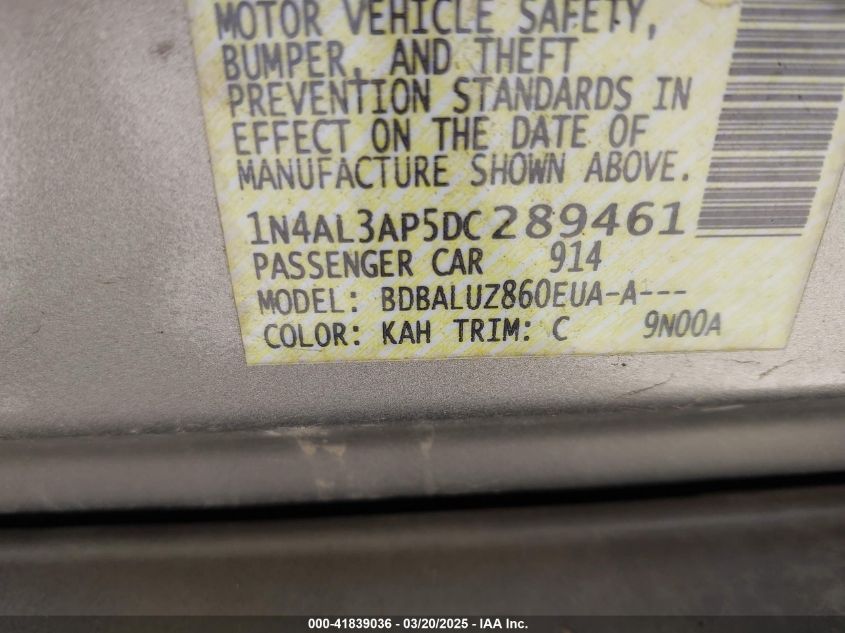 MOTOR VEHICLE SAFETY,
BUMPER, AND THEFT
PREVENTION STANDARDS IN
EFFECT ON THE DATE OF
MANUFACTURE SHOWN ABOVE.
1N4AL3AP5DC289461
PASSENGER CAR 914
MODEL: BDBALUZ860EUA-A---
COLOR: KAH TRIM: C 9N00A
000-41839036 - 03/20/2025 - IAA Inc.